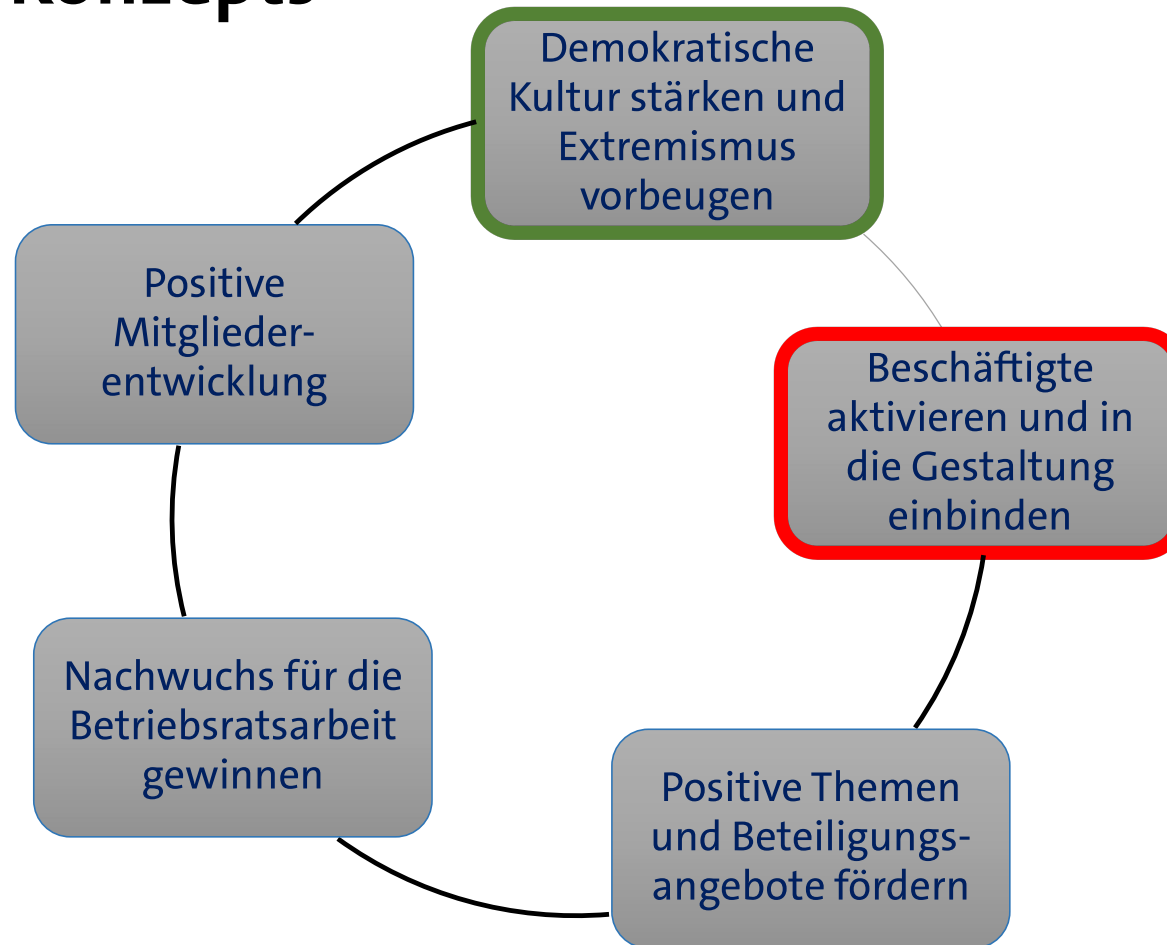 Konzepts
Demokratische
Kultur stärken und
Extremismus
vorbeugen
Beschäftigte
aktivieren und in
die Gestaltung
einbinden
Positive Themen
und Beteiligungs-
angebote fördern
Nachwuchs für die
Betriebsratsarbeit
gewinnen
Positive
Mitglieder-
entwicklung